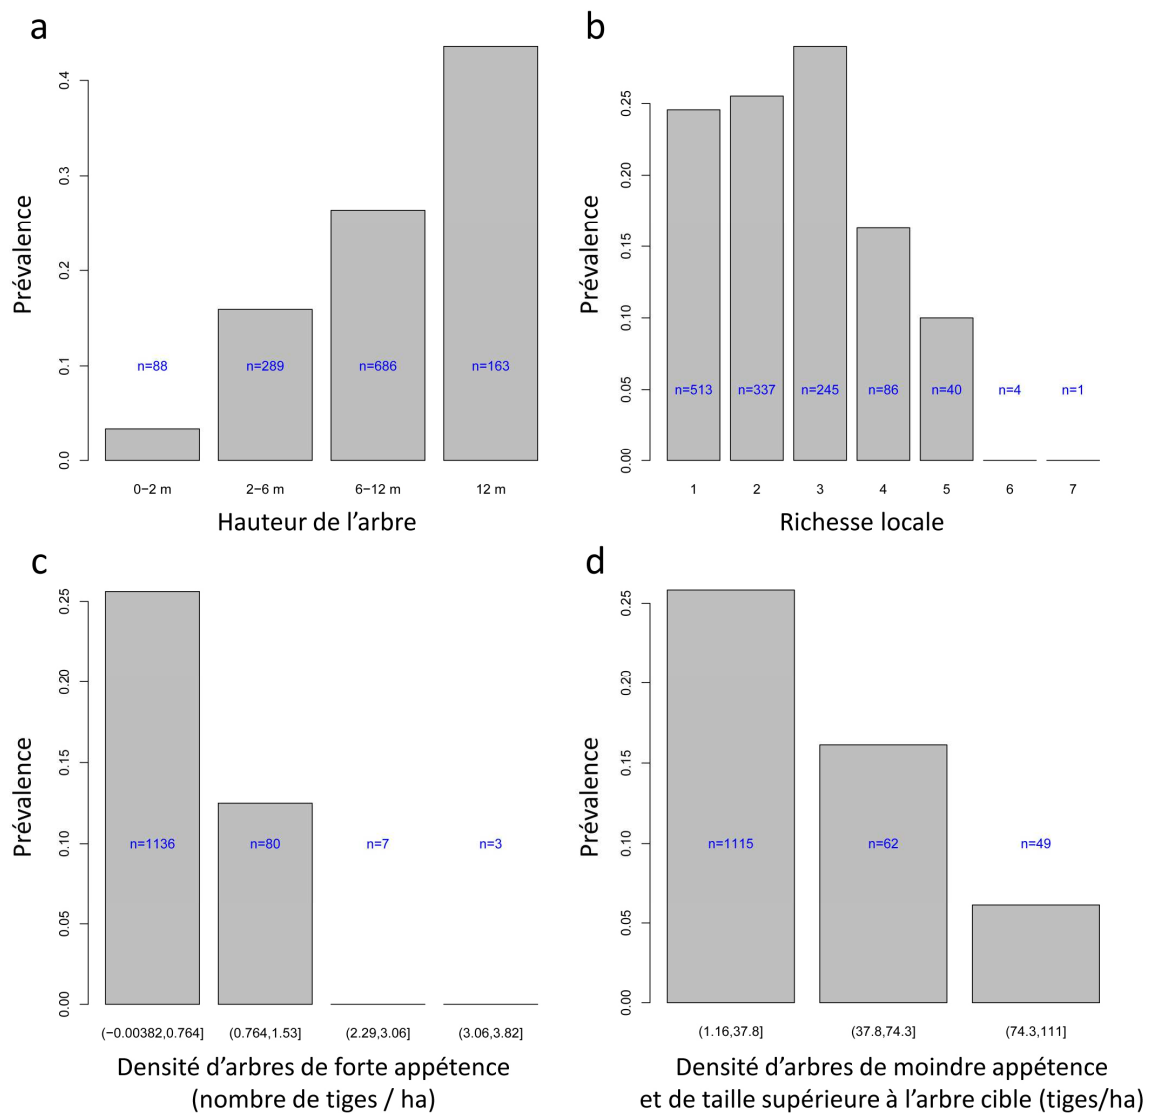 a
Prévalence
0.0
0.1
0.2
0.3
0.4
n=88
n=289
n=686
n=163
0−2 m
2−6 m
6−12 m
12 m
Hauteur de l’arbre
b
Prévalence
0.00
0.05
0.10
0.15
0.20
0.25
n=513
n=337
n=245
n=86
n=40
n=4
n=1
1
2
3
4
5
6
7
Richesse locale
c
Prévalence
0.00
0.05
0.10
0.15
0.20
0.25
n=1136
n=80
n=7
n=3
(−0.00382,0.764]
(0.764,1.53]
(2.29,3.06]
(3.06,3.82]
Densité d’arbres de forte appétence
(nombre de tiges / ha)
d
Prévalence
0.00
0.05
0.10
0.15
0.20
0.25
n=1115
n=62
n=49
(1.16,37.8]
(37.8,74.3]
(74.3,111]
Densité d’arbres de moindre appétence
et de taille supérieure à l’arbre cible (tiges/ha)